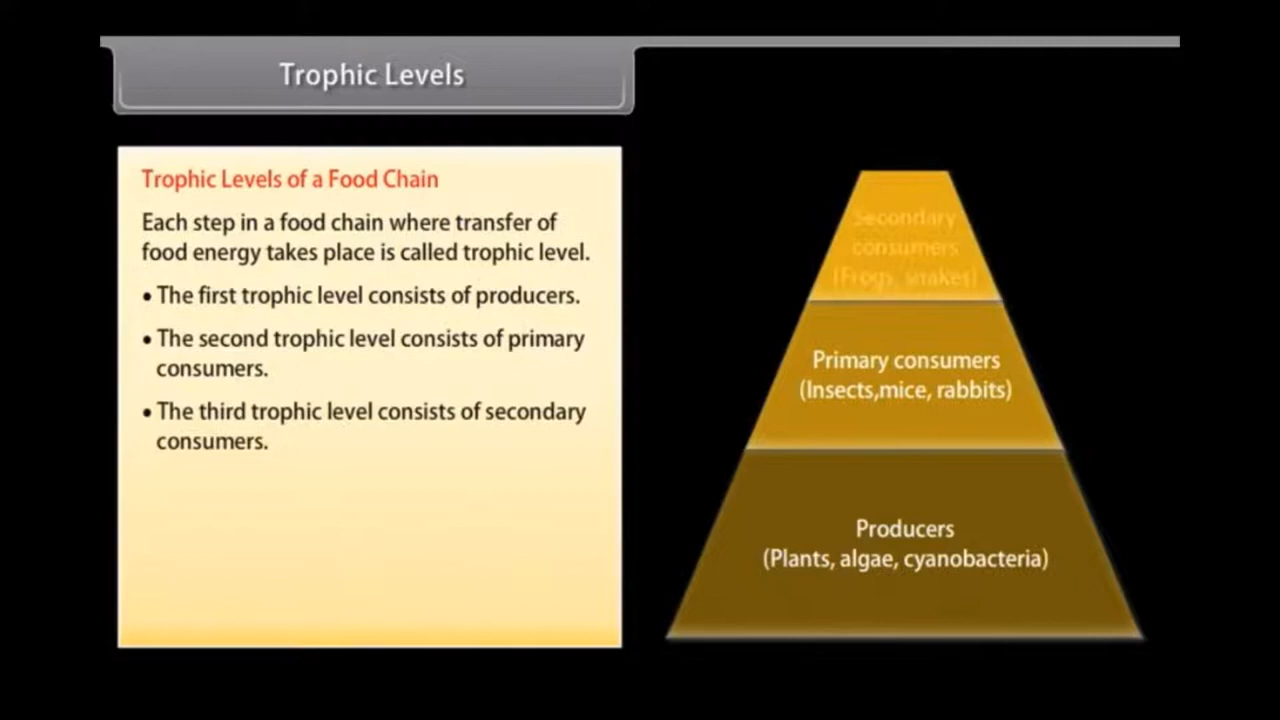 Trophic Levels
Trophic Levels of a Food Chain
Each step in a food chain where transfer of
food energy takes place is called trophic level.
• The first trophic level consists of producers.
• The second trophic level consists of primary
consumers.
• The third trophic level consists of secondary
consumers.
Secondary
consumers
(Frogs, snakes)
Primary consumers
(Insects,mice, rabbits)
Producers
(Plants, algae, cyanobacteria)